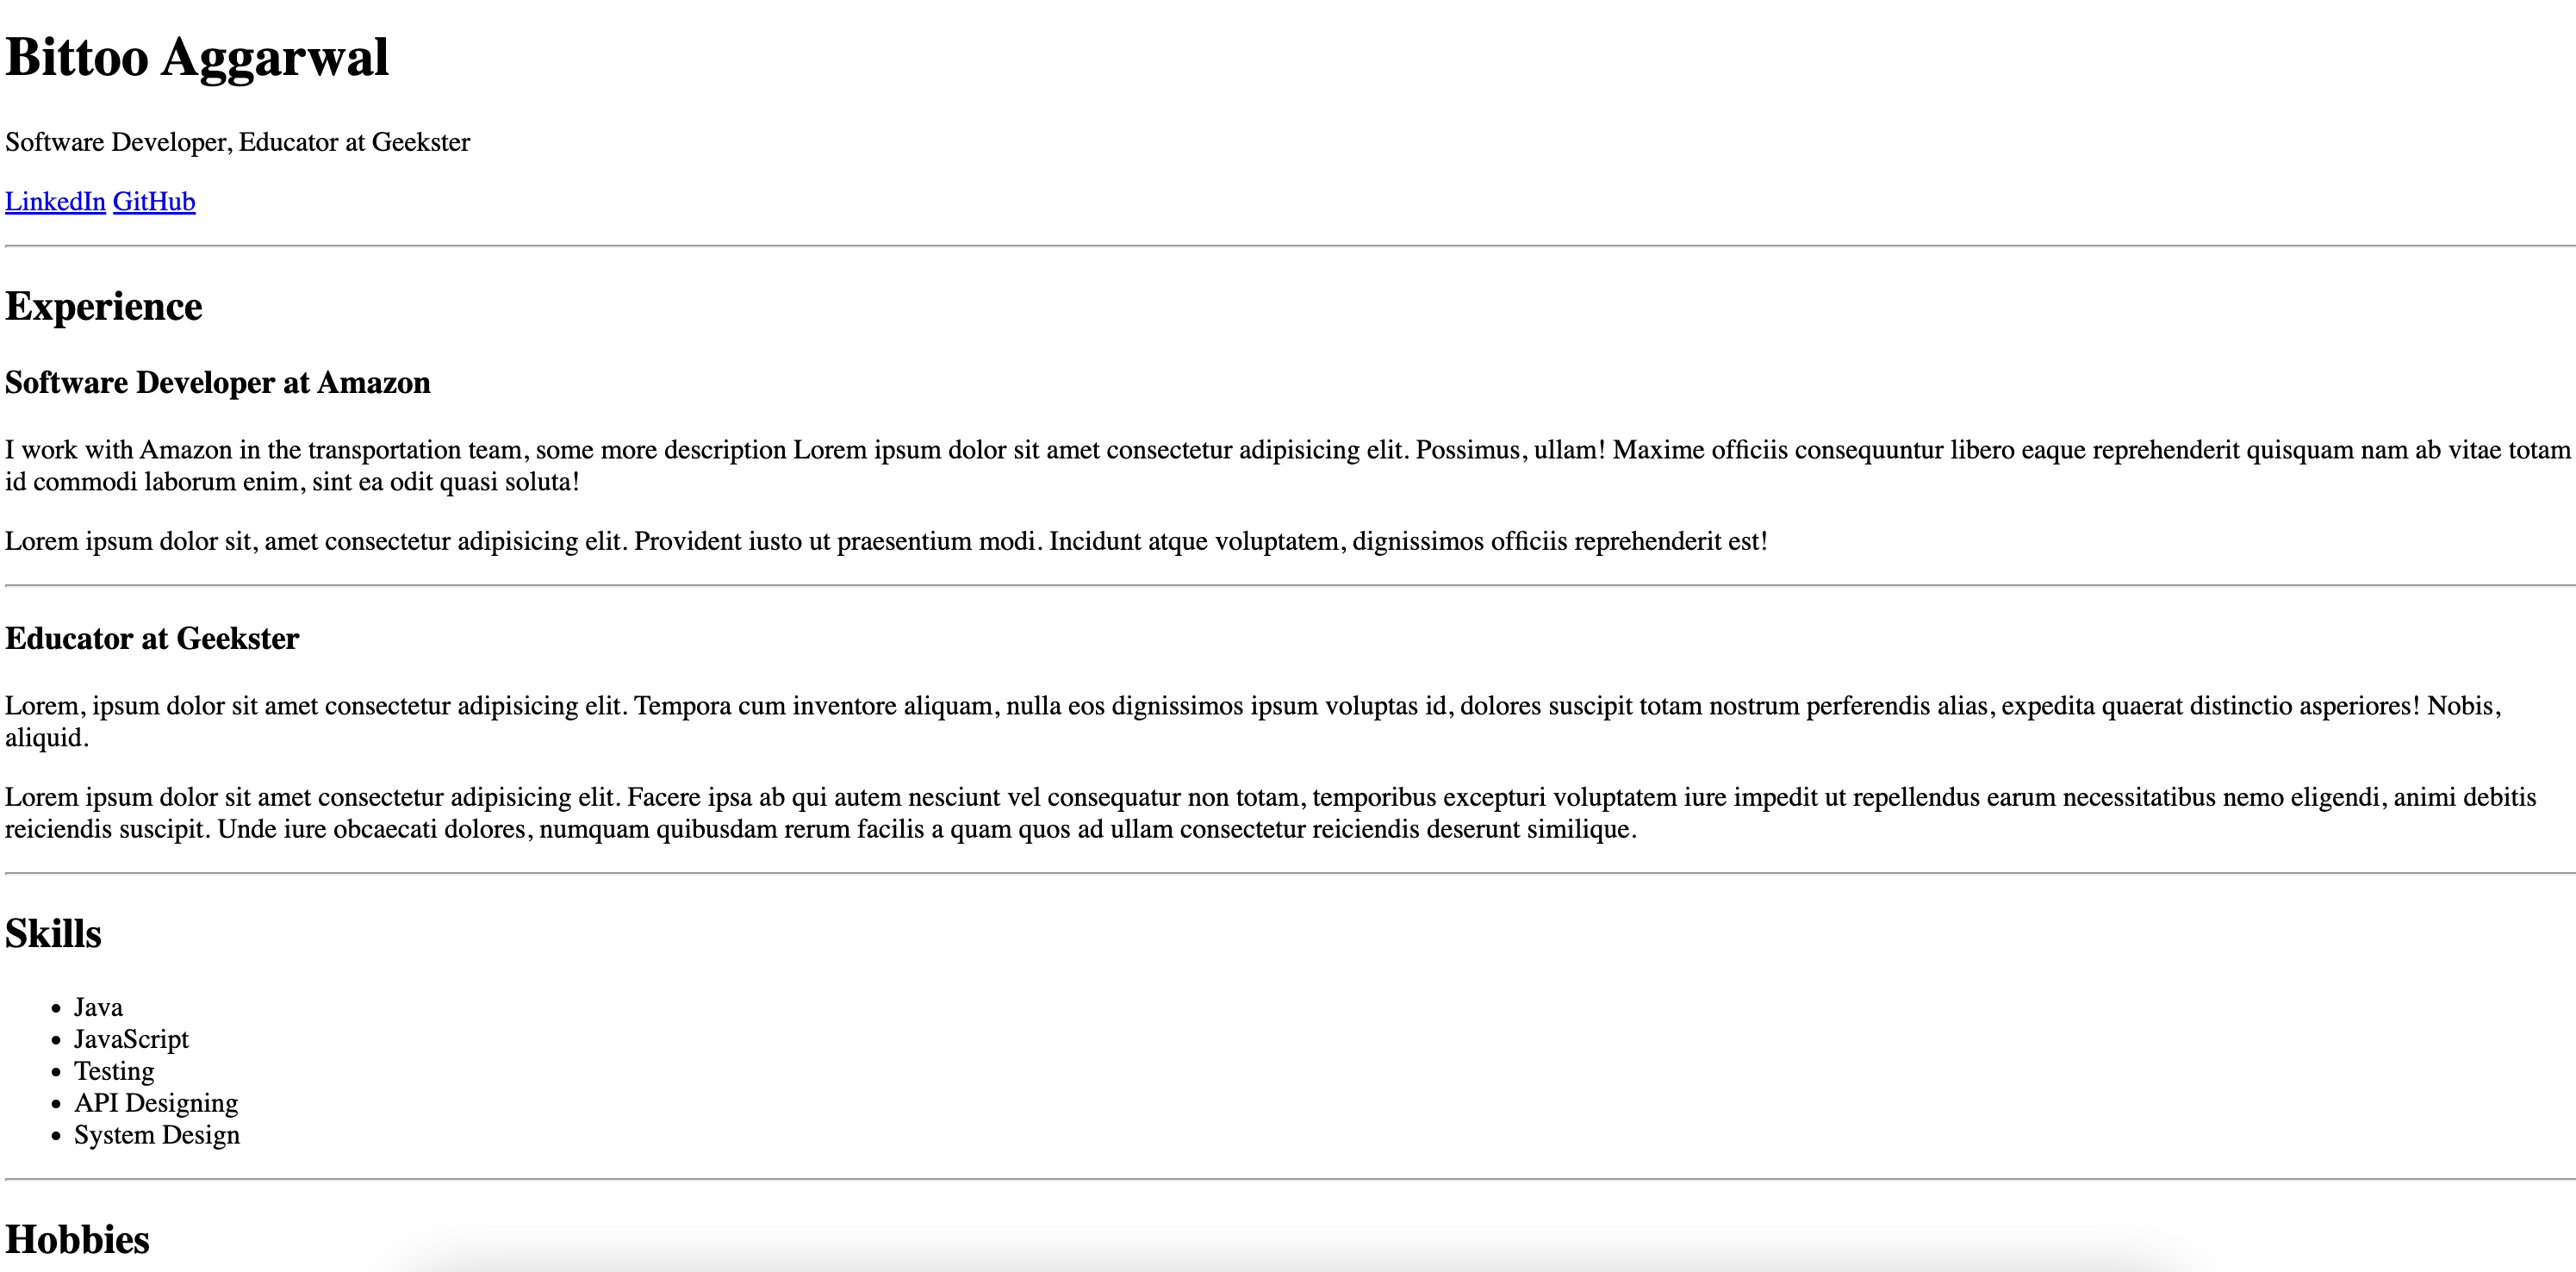 Bittoo Aggarwal
Software Developer, Educator at Geekster
LinkedIn GitHub
Experience
Software Developer at Amazon
I work with Amazon in the transportation team, some more description Lorem ipsum dolor sit amet consectetur adipisicing elit. Possimus, ullam! Maxime officiis consequuntur libero eaque reprehenderit quisquam nam ab vitae totam
id commodi laborum enim, sint ea odit quasi soluta!
Lorem ipsum dolor sit, amet consectetur adipisicing elit. Provident iusto ut praesentium modi. Incidunt atque voluptatem, dignissimos officiis reprehenderit est!
Educator at Geekster
Lorem, ipsum dolor sit amet consectetur adipisicing elit. Tempora cum inventore aliquam, nulla eos dignissimos ipsum voluptas id, dolores suscipit totam nostrum perferendis alias, expedita quaerat distinctio asperiores! Nobis,
aliquid.
Lorem ipsum dolor sit amet consectetur adipisicing elit. Facere ipsa ab qui autem nesciunt vel consequatur non totam, temporibus excepturi voluptatem iure impedit ut repellendus earum necessitatibus nemo eligendi, animi debitis
reiciendis suscipit. Unde iure obcaecati dolores, numquam quibusdam rerum facilis a quam quos ad ullam consectetur reiciendis deserunt similique.
Skills
• Java
• JavaScript
• Testing
• API Designing
• System Design
Hobbies